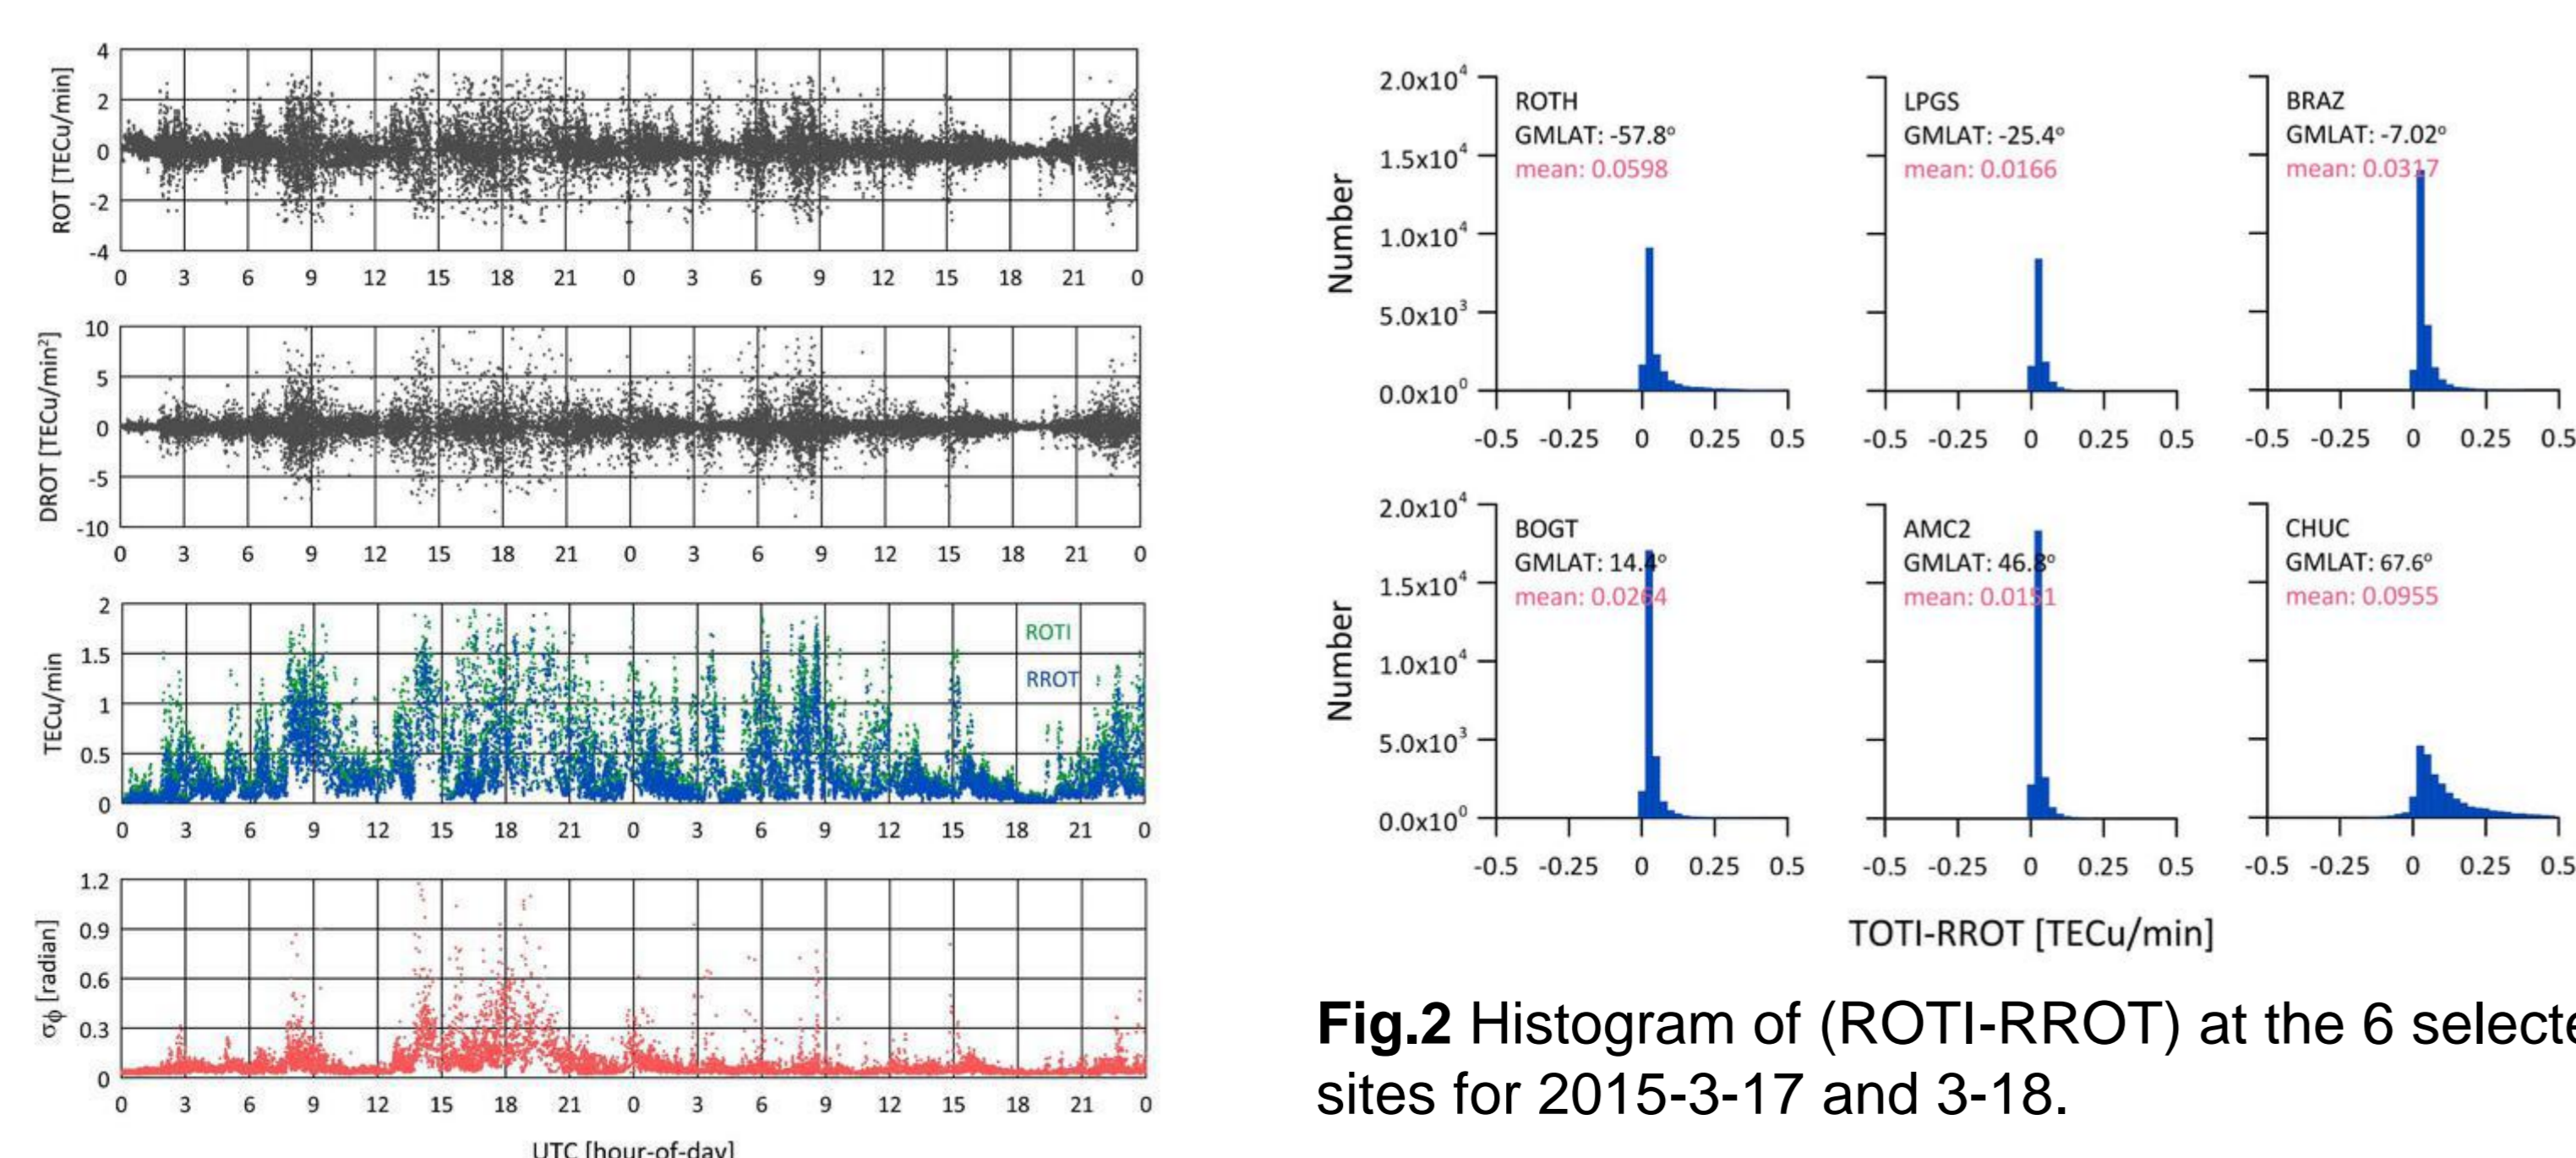 ROT [TECu/min]
4
2
0
-2
-4
0 3 6 9 12 15 18 21 0 3 6 9 12 15 18 21 0
DROT [TECu/min²]
10
5
0
-5
-10
0 3 6 9 12 15 18 21 0 3 6 9 12 15 18 21 0
TECu/min
2
1.5
1
0.5
0
ROTI
RROT
0 3 6 9 12 15 18 21 0 3 6 9 12 15 18 21 0
σϕ [radian]
1.2
0.9
0.6
0.3
0
0 3 6 9 12 15 18 21 0 3 6 9 12 15 18 21 0
UTC [hour-of-day]
Number
2.0x10⁴
1.5x10⁴
1.0x10⁴
5.0x10³
0.0x10⁰
ROTH
GMLAT: -57.8º
mean: 0.0598
-0.5 -0.25 0 0.25 0.5
LPGS
GMLAT: -25.4º
mean: 0.0166
-0.5 -0.25 0 0.25 0.5
BRAZ
GMLAT: -7.02º
mean: 0.0317
-0.5 -0.25 0 0.25 0.5
Number
2.0x10⁴
1.5x10⁴
1.0x10⁴
5.0x10³
0.0x10⁰
BOGT
GMLAT: 14.4º
mean: 0.0264
-0.5 -0.25 0 0.25 0.5
AMC2
GMLAT: 46.8º
mean: 0.0151
-0.5 -0.25 0 0.25 0.5
CHUC
GMLAT: 67.6º
mean: 0.0955
-0.5 -0.25 0 0.25 0.5
TOTI-RROT [TECu/min]
Fig.2 Histogram of (ROTI-RROT) at the 6 selecte
sites for 2015-3-17 and 3-18.